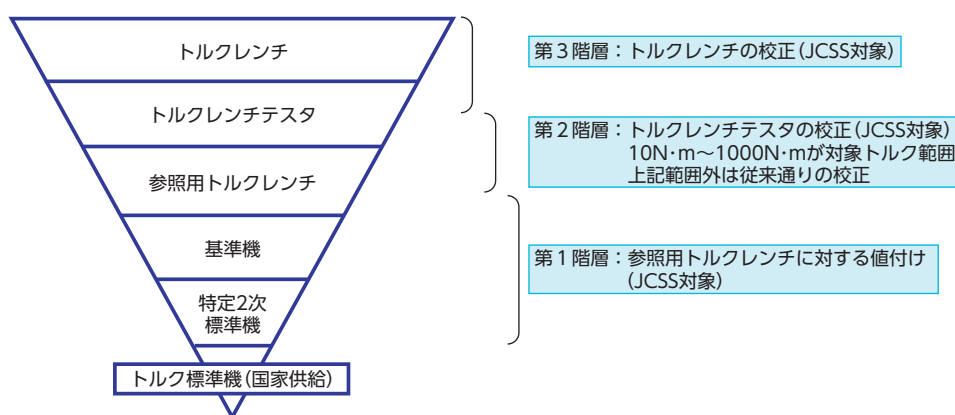 トルクレンチ
トルクレンチテスタ
参照用トルクレンチ
基準機
特定2次
標準機
トルク標準機(国家供給)
第3階層：トルクレンチの校正(JCSS対象)
第2階層：トルクレンチテスタの校正(JCSS対象)
10N·m～1000N·mが対象トルク範囲
上記範囲外は従来通りの校正
第1階層：参照用トルクレンチに対する値付け
(JCSS対象)